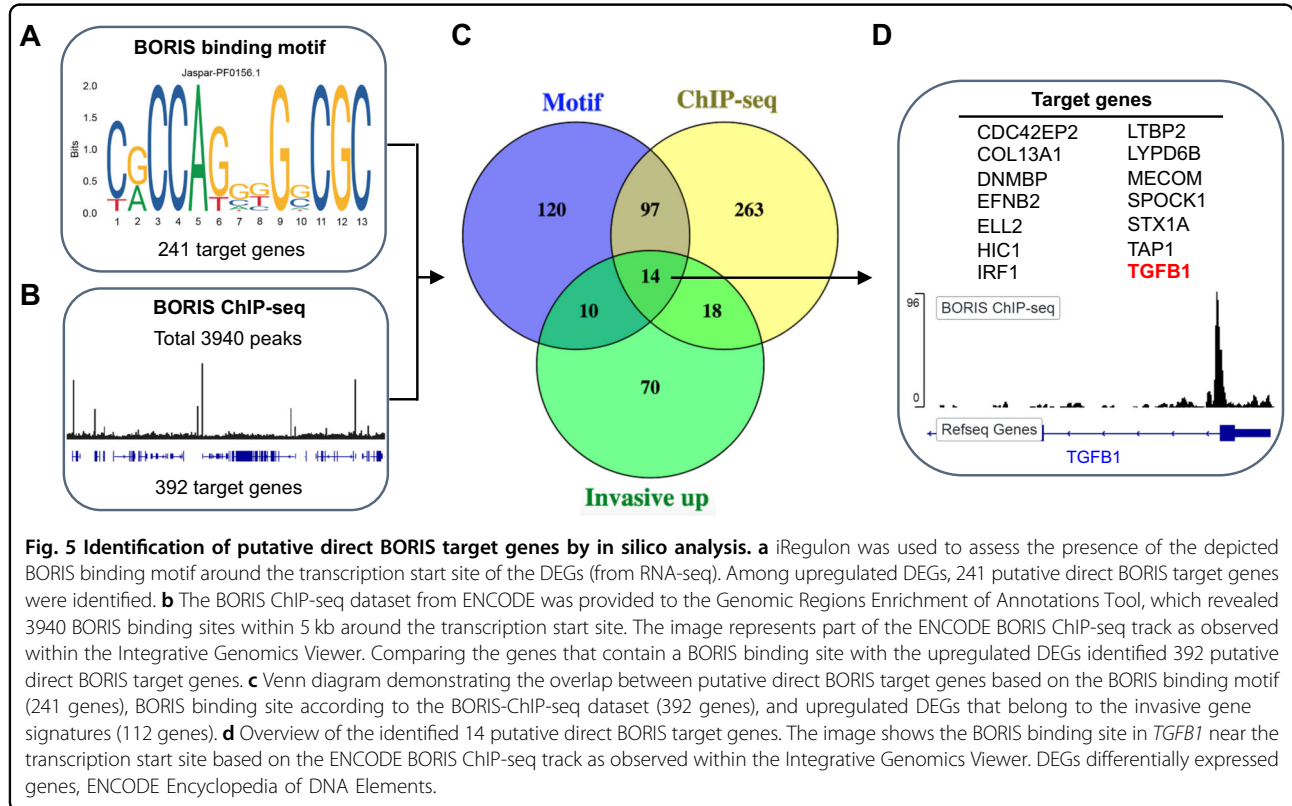 A
BORIS binding motif
Jaspar-PF0156.1
2.0
1.5
1.0
0.5
0.0
Bits
1 2 3 4 5 6 7 8 9 10 11 12 13
241 target genes
B
BORIS ChIP-seq
Total 3940 peaks
392 target genes
C
Motif
ChIP-seq
120
97
263
14
10
18
70
Invasive up
D
Target genes
CDC42EP2 LTBP2
COL13A1 LYPD6B
DNMBP MECOM
EFNB2 SPOCK1
ELL2 STX1A
HIC1 TAP1
IRF1 TGFB1
96
BORIS ChIP-seq
0
Refseq Genes
TGFB1
Fig. 5 Identification of putative direct BORIS target genes by in silico analysis. a iRegulon was used to assess the presence of the depicted
BORIS binding motif around the transcription start site of the DEGs (from RNA-seq). Among upregulated DEGs, 241 putative direct BORIS target genes
were identified. b The BORIS ChIP-seq dataset from ENCODE was provided to the Genomic Regions Enrichment of Annotations Tool, which revealed
3940 BORIS binding sites within 5 kb around the transcription start site. The image represents part of the ENCODE BORIS ChIP-seq track as observed
within the Integrative Genomics Viewer. Comparing the genes that contain a BORIS binding site with the upregulated DEGs identified 392 putative
direct BORIS target genes. c Venn diagram demonstrating the overlap between putative direct BORIS target genes based on the BORIS binding motif
(241 genes), BORIS binding site according to the BORIS-ChIP-seq dataset (392 genes), and upregulated DEGs that belong to the invasive gene
signatures (112 genes). d Overview of the identified 14 putative direct BORIS target genes. The image shows the BORIS binding site in TGFB1 near the
transcription start site based on the ENCODE BORIS ChIP-seq track as observed within the Integrative Genomics Viewer. DEGs differentially expressed
genes, ENCODE Encyclopedia of DNA Elements.